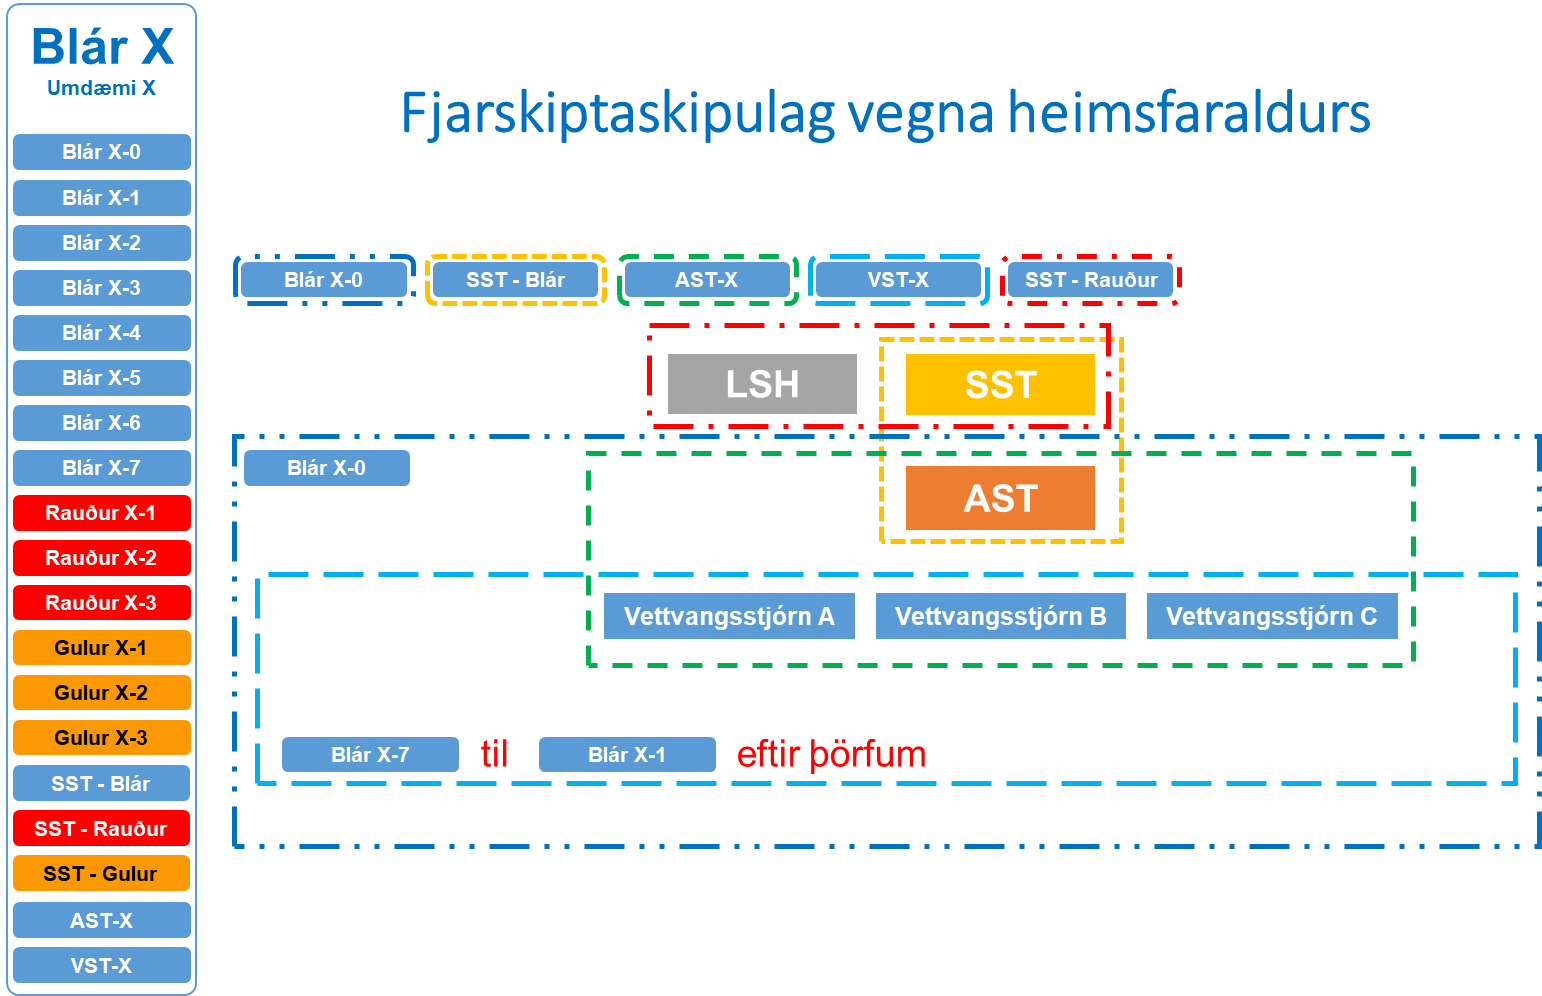 Blár X
Umdæmi X
Blár X-0
Blár X-1
Blár X-2
Blár X-3
Blár X-4
Blár X-5
Blár X-6
Blár X-7
Rauður X-1
Rauður X-2
Rauður X-3
Gulur X-1
Gulur X-2
Gulur X-3
SST - Blár
SST - Rauður
SST - Gulur
AST-X
VST-X
Fjarskiptaskipulag vegna heimsfaraldurs
Blár X-0 SST - Blár AST-X VST-X SST - Rauður
LSH SST
Blár X-0
AST
Vettvangsstjórn A Vettvangsstjórn B Vettvangsstjórn C
Blár X-7 til Blár X-1 eftir þörfum